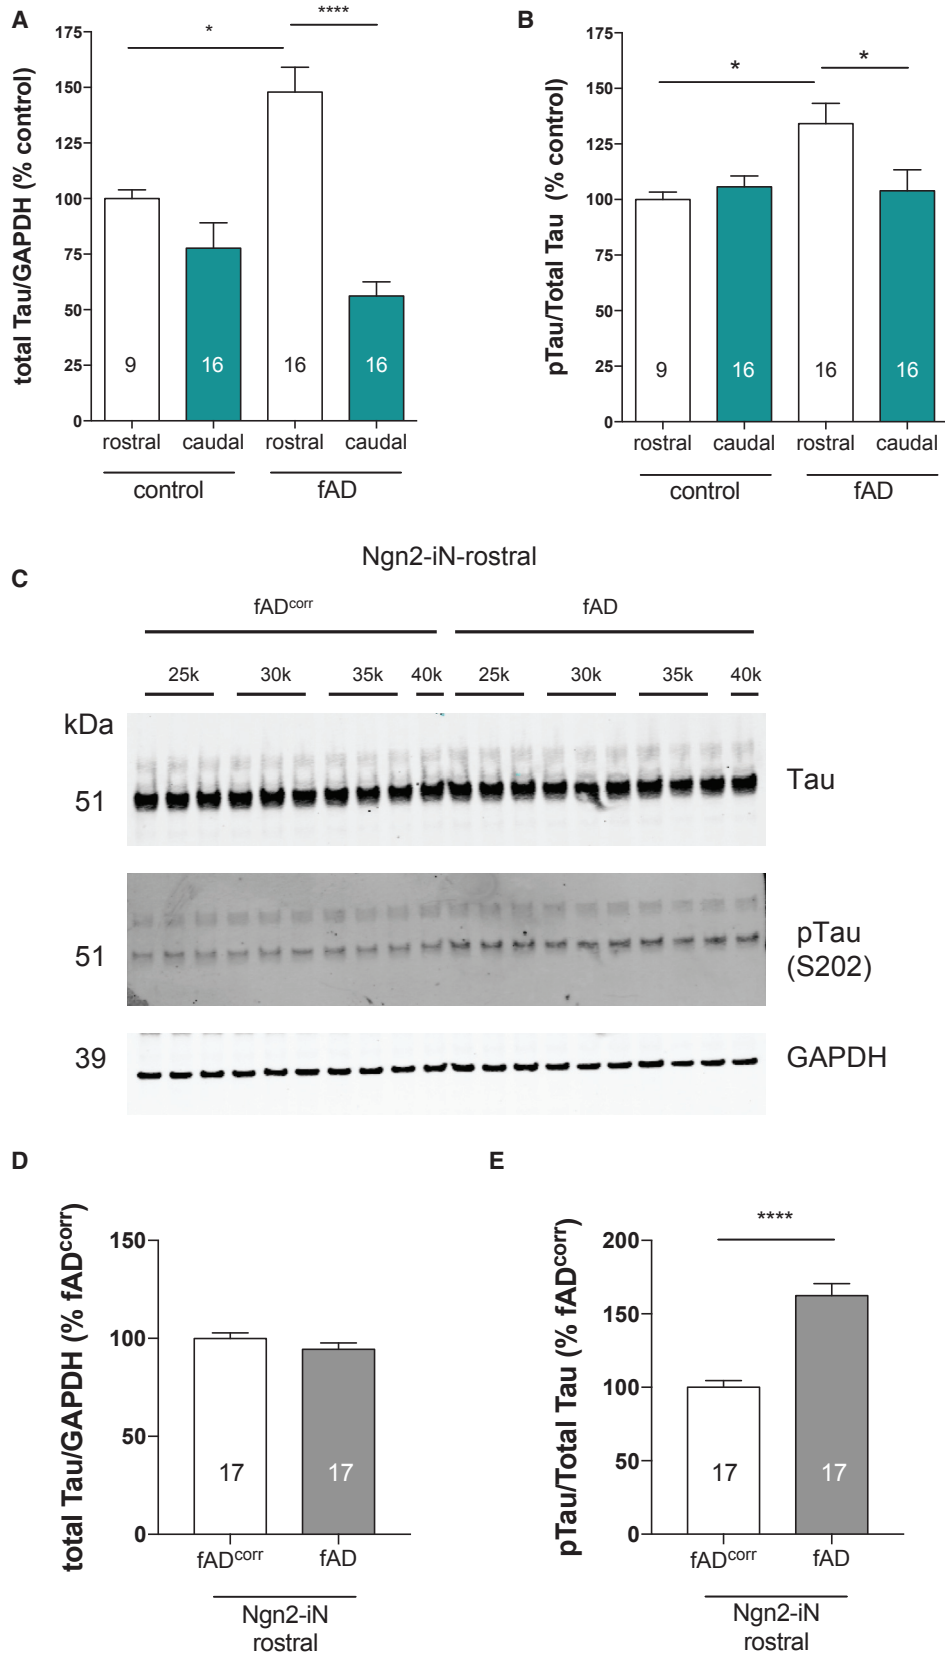 A
total Tau/GAPDH (% control)
175
150
125
100
75
50
25
0
*
****
9
16
16
16
rostral
caudal
rostral
caudal
control
fAD
B
pTau/Total Tau (% control)
175
150
125
100
75
50
25
0
*
*
9
16
16
16
rostral
caudal
rostral
caudal
control
fAD
C
Ngn2-iN-rostral
fADcorr
fAD
25k
30k
35k
40k
25k
30k
35k
40k
kDa
51
Tau
51
pTau
(S202)
39
GAPDH
D
total Tau/GAPDH (% fADcorr)
150
100
50
0
17
17
fADcorr
fAD
Ngn2-iN
rostral
E
pTau/Total Tau (% fADcorr)
200
150
100
50
0
****
17
17
fADcorr
fAD
Ngn2-iN
rostral